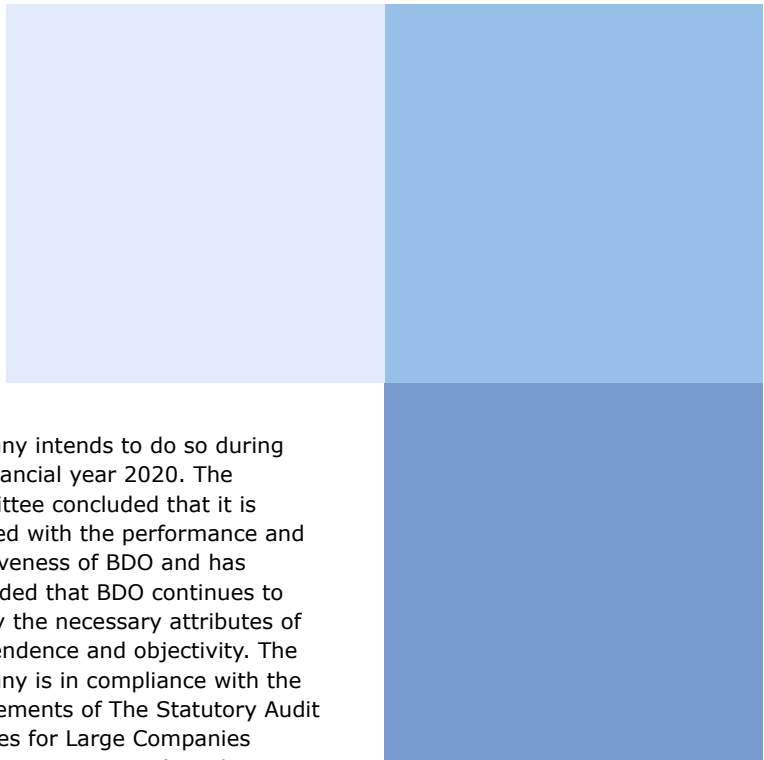 any intends to do so during
ancial year 2020. The
ittee concluded that it is
ed with the performance and
veness of BDO and has
ded that BDO continues to
y the necessary attributes of
endence and objectivity. The
any is in compliance with the
ements of The Statutory Audit
es for Large Companies